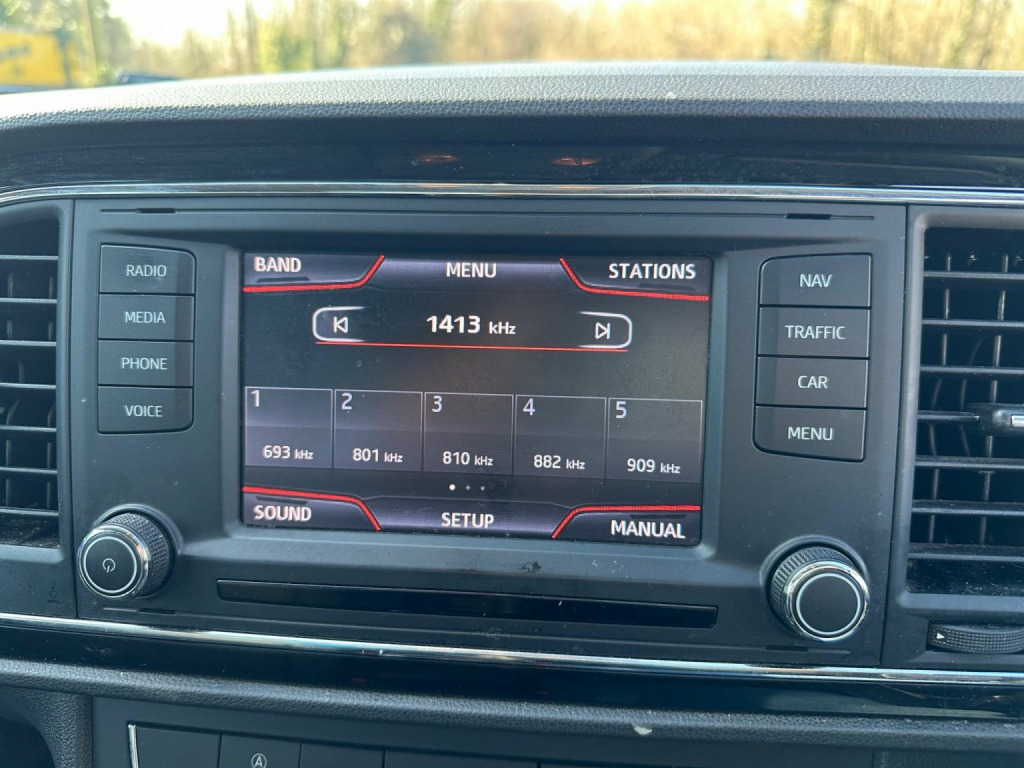 RADIO
MEDIA
PHONE
VOICE
BAND MENU STATIONS
1413 kHz
1 2 3 4 5
693 kHz 801 kHz 810 kHz 882 kHz 909 kHz
SOUND SETUP MANUAL
NAV
TRAFFIC
CAR
MENU
A